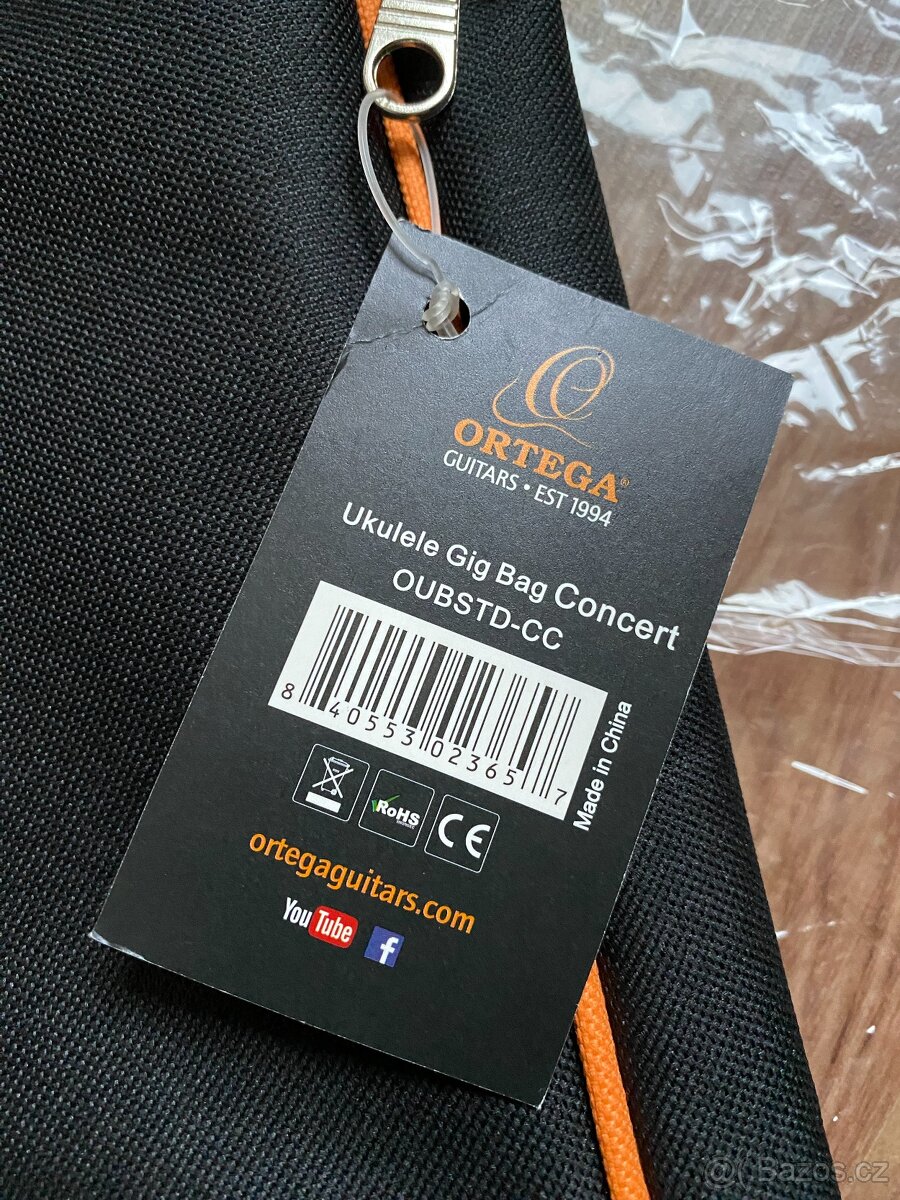 ORTEGA®
GUITARS • EST 1994
Ukulele Gig Bag Concert
OUBSTD-CC
8 40553 02365 7
Made in China
RoHS
CE
ortegaguitars.com
YouTube
f
Bazos.cz